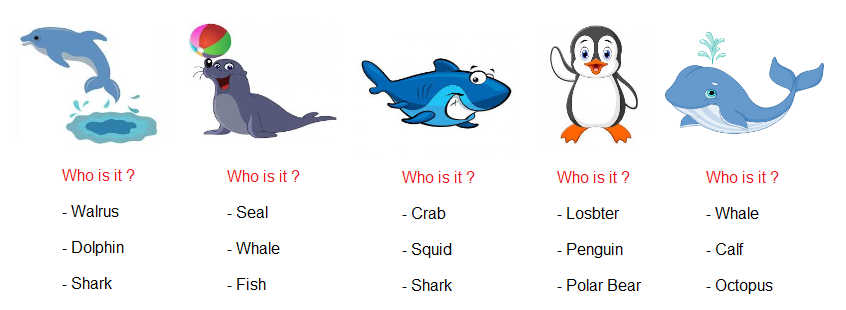 Who is it ?
- Walrus
- Dolphin
- Shark
Who is it ?
- Seal
- Whale
- Fish
Who is it ?
- Crab
- Squid
- Shark
Who is it ?
- Losbter
- Penguin
- Polar Bear
Who is it ?
- Whale
- Calf
- Octopus